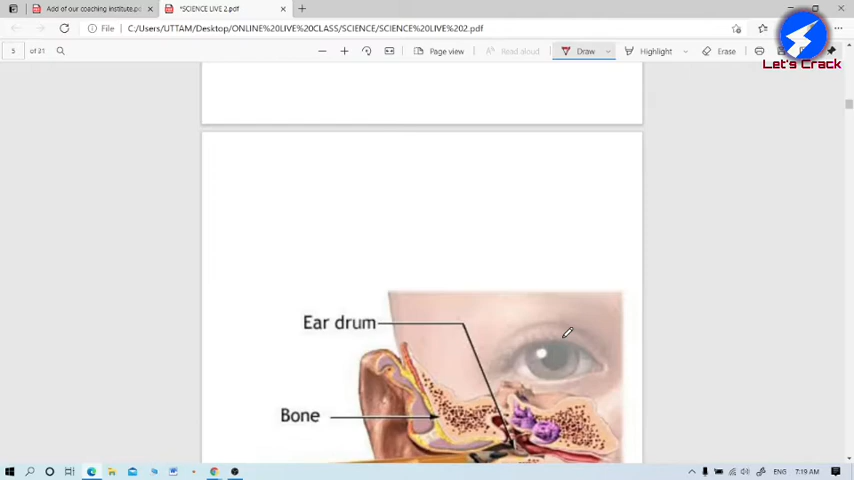 Add of our coaching institute.pdf
*SCIENCE LIVE 2.pdf
File
C:/Users/UTTAM/Desktop/ONLINE%20LIVE%20CLASS/SCIENCE/SCIENCE%20LIVE%202.pdf
5 of 21
Page view
Read aloud
Draw
Highlight
Erase
Let's Crack
Ear drum
Bone
7:19 AM